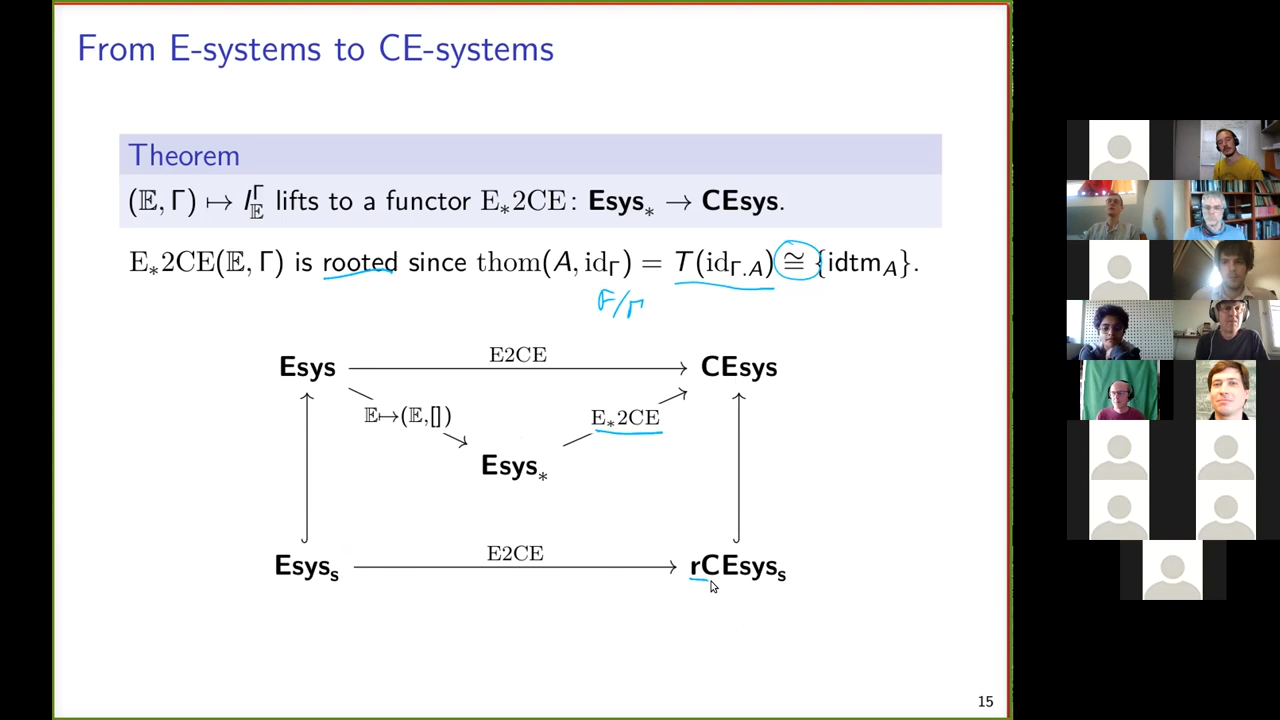 From E-systems to CE-systems
Theorem
(𝔼, Γ) ↦ I_𝔼^Γ lifts to a functor E∗2CE: Esys∗ → CEsys.
E∗2CE(𝔼, Γ) is rooted since thom(A, id_Γ) = T(id_Γ.A) ≅ {idtm_A}.
E2CE
Esys CEsys
𝔼↦(𝔼,[]) E∗2CE
Esys∗
E2CE
Esys_s rCEsys_s
15